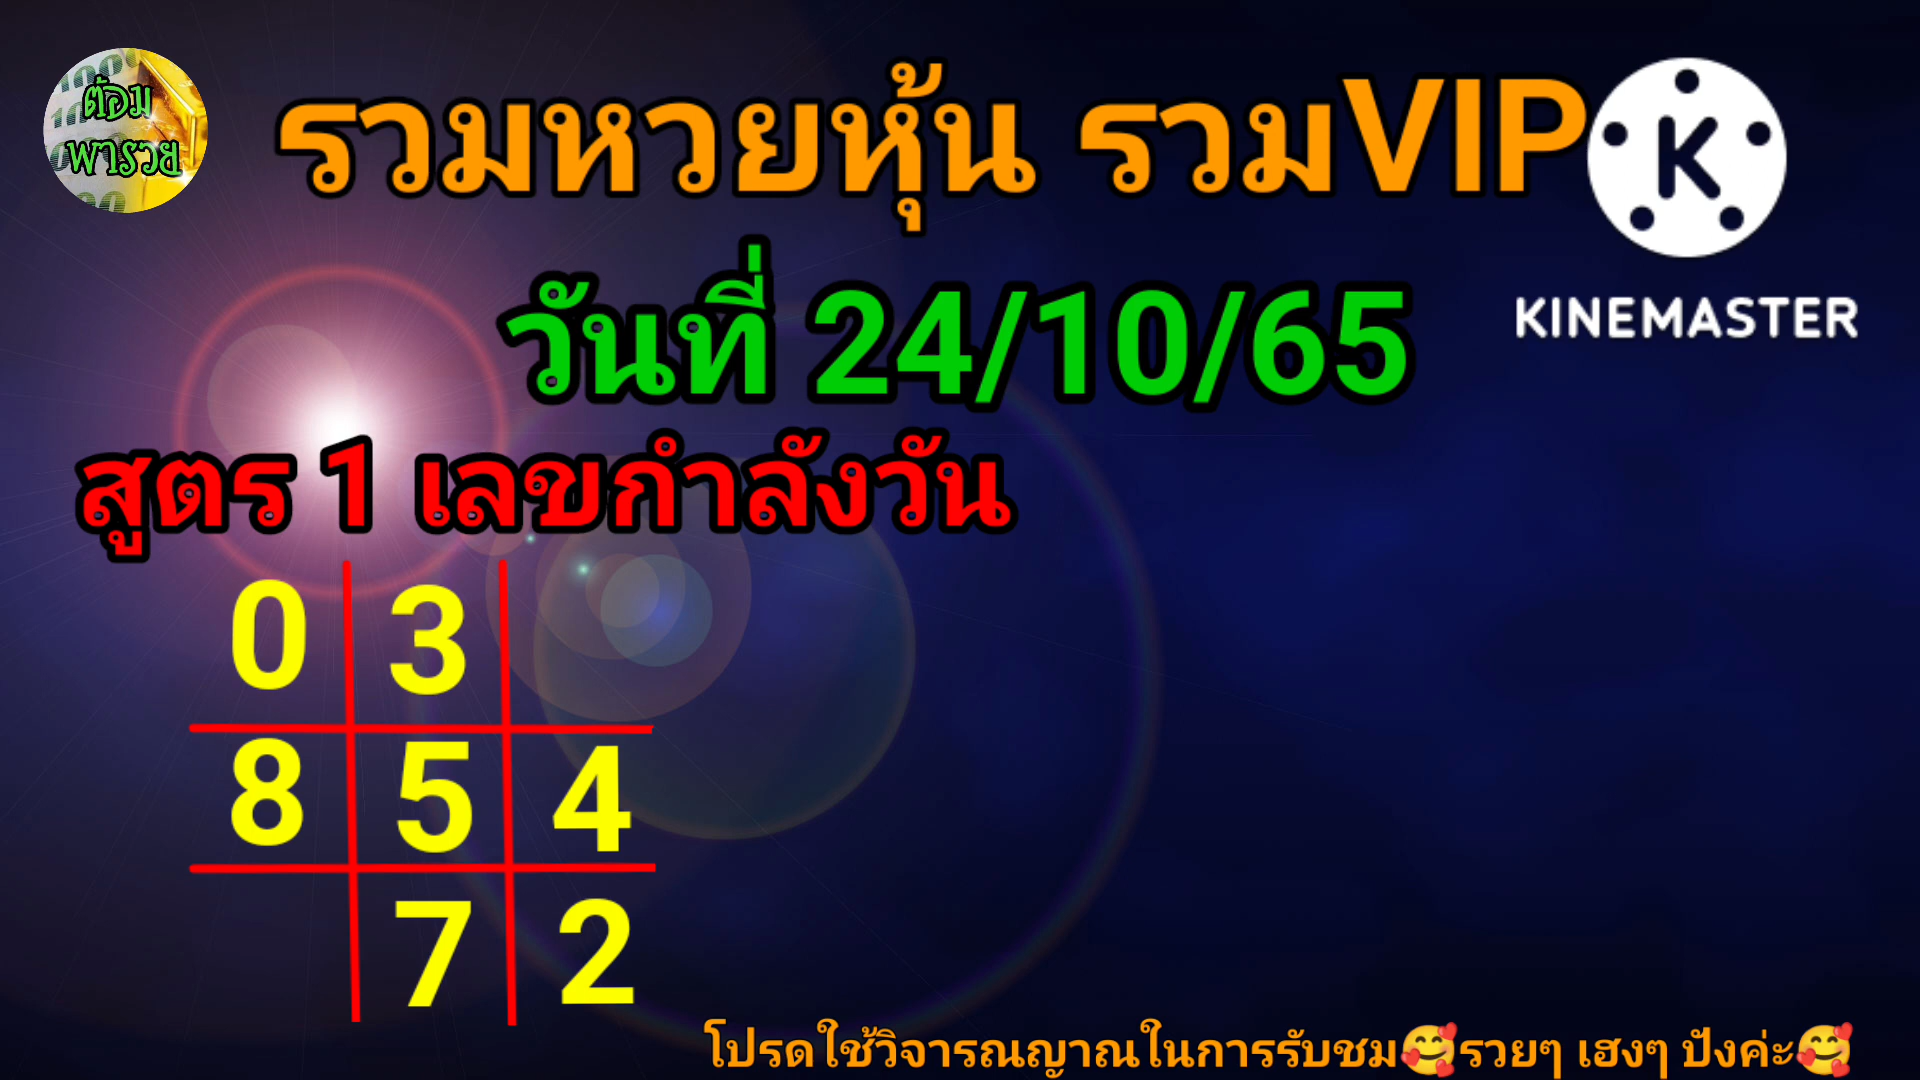 ต้อม
พารวย
รวมหวยหุ้น รวมVIP
K
KINEMASTER
วันที่ 24/10/65
สูตร 1 เลขกำลังวัน
0 3
8 5 4
7 2
โปรดใช้วิจารณญาณในการรับชม🥰รวยๆ เฮงๆ ปังค่ะ🥰